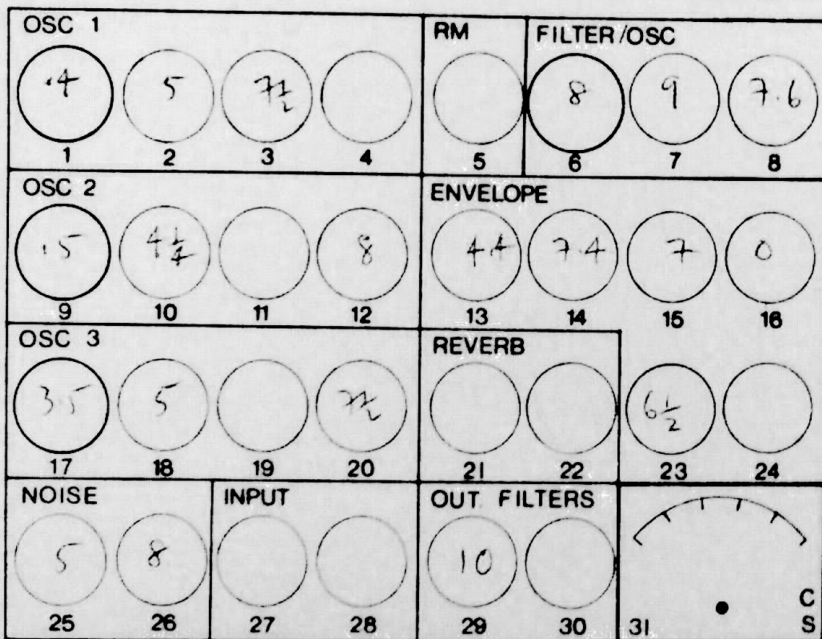 OSC 1 RM FILTER/OSC
.4 5 7½ 8 9 7.6
1 2 3 4 5 6 7 8
OSC 2 ENVELOPE
.5 4¼ 8 4.4 7.4 7 0
9 10 11 12 13 14 15 16
OSC 3 REVERB
3.5 5 7½ 6½
17 18 19 20 21 22 23 24
NOISE INPUT OUT FILTERS
5 8 10
C
25 26 27 28 29 30 31 S